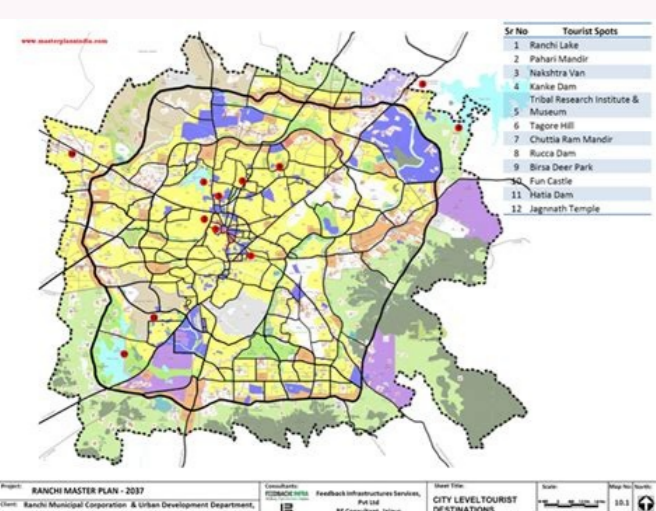 www.masterplansindia.com
Sr No Tourist Spots
1 Ranchi Lake
2 Pahari Mandir
3 Nakshtra Van
4 Kanke Dam
5 Tribal Research Institute &
Museum
6 Tagore Hill
7 Chuttia Ram Mandir
8 Rucca Dam
9 Birsa Deer Park
10 Fun Castle
11 Hatia Dam
12 Jagnnath Temple
Project: RANCHI MASTER PLAN - 2037
Client: Ranchi Municipal Corporation & Urban Development Department,
Consultants:
FEEDBACK INFRA
Feedback Infrastructures Services,
Pvt Ltd
Sheet Title:
CITY LEVEL TOURIST
DESTINATIONS
Scale:
Map No:
10.1
North: